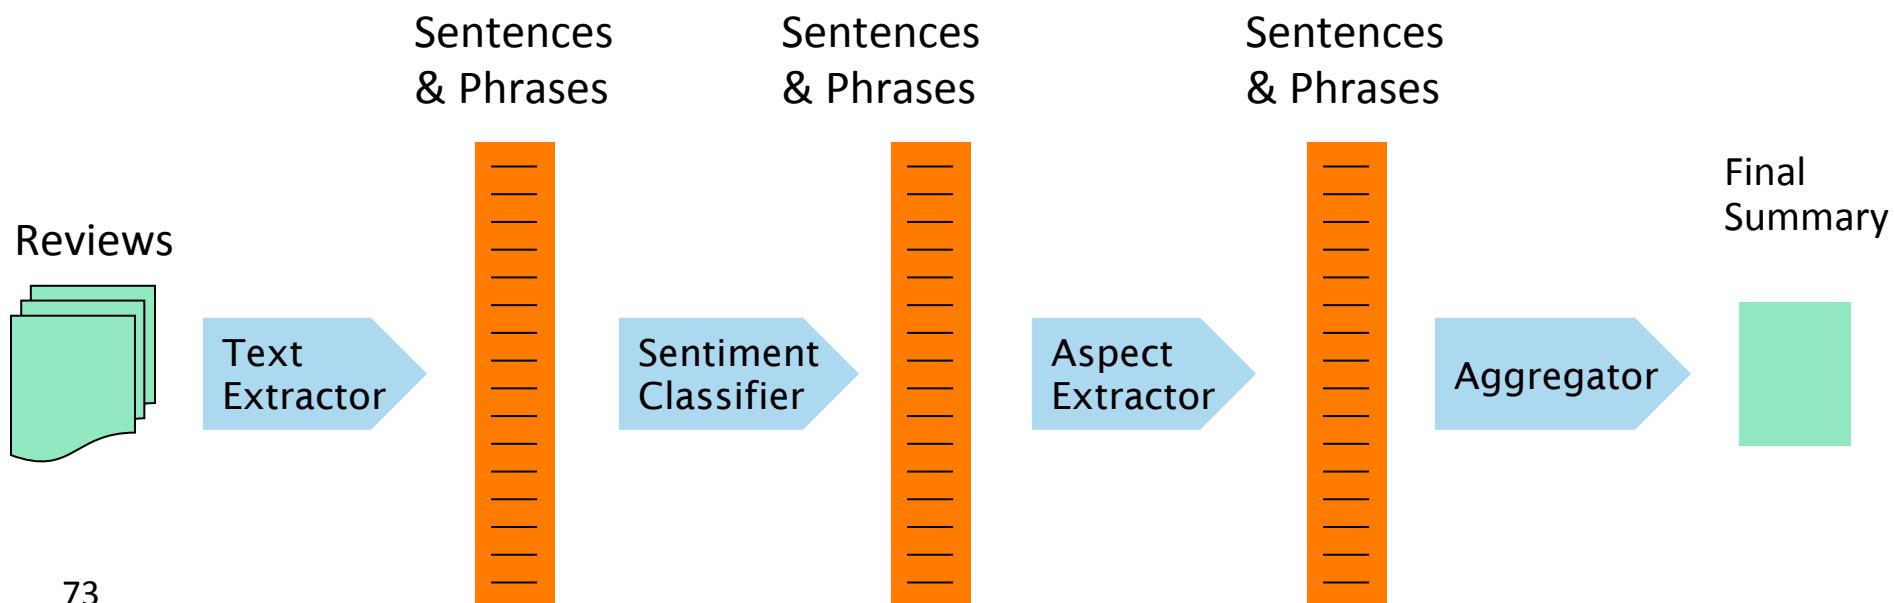 Sentences
& Phrases
Sentences
& Phrases
Sentences
& Phrases
Final
Summary
Reviews
Text
Extractor
Sentiment
Classifier
Aspect
Extractor
Aggregator
73